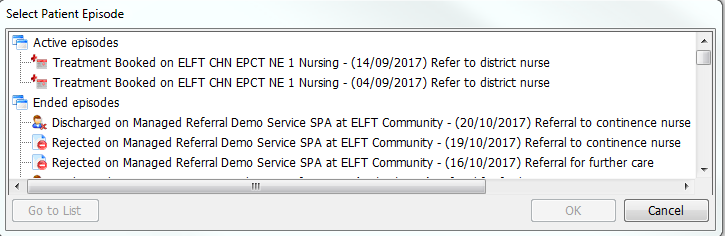 Select Patient Episode
Active episodes
Treatment Booked on ELFT CHN EPCT NE 1 Nursing - (14/09/2017) Refer to district nurse
Treatment Booked on ELFT CHN EPCT NE 1 Nursing - (04/09/2017) Refer to district nurse
Ended episodes
Discharged on Managed Referral Demo Service SPA at ELFT Community - (20/10/2017) Referral to continence nurse
Rejected on Managed Referral Demo Service SPA at ELFT Community - (19/10/2017) Referral to continence nurse
Rejected on Managed Referral Demo Service SPA at ELFT Community - (16/10/2017) Referral for further care
Go to List OK Cancel